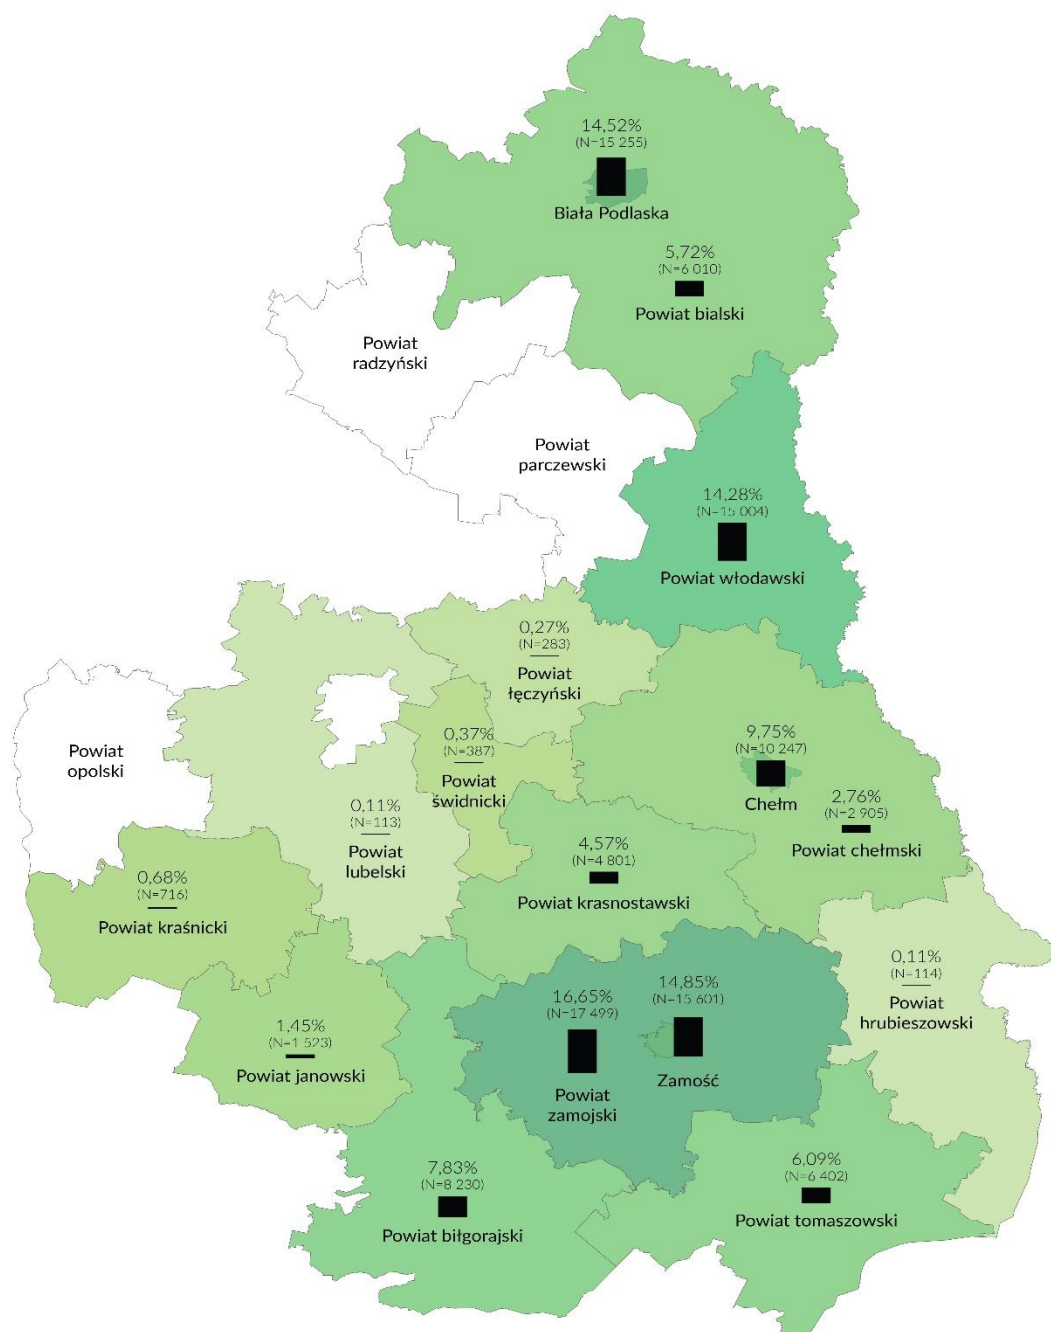 14,52%
(N=15 255)
Biała Podlaska
5,72%
(N=6 010)
Powiat bialski
Powiat
radzyński
Powiat
parczewski
14,28%
(N=15 004)
Powiat włodawski
0,27%
(N=283)
Powiat
łęczyński
Powiat
opolski
0,37%
(N=387)
Powiat
świdnicki
9,75%
(N=10 247)
Chełm
0,11%
(N=113)
Powiat
lubelski
2,76%
(N=2 905)
Powiat chełmski
4,57%
(N=4 801)
Powiat krasnostawski
0,68%
(N=716)
Powiat kraśnicki
0,11%
(N=114)
Powiat
hrubieszowski
16,65%
(N=17 499)
Powiat
zamojski
14,85%
(N=15 601)
Zamość
1,45%
(N=1 523)
Powiat janowski
7,83%
(N=8 230)
Powiat biłgorajski
6,09%
(N=6 402)
Powiat tomaszowski